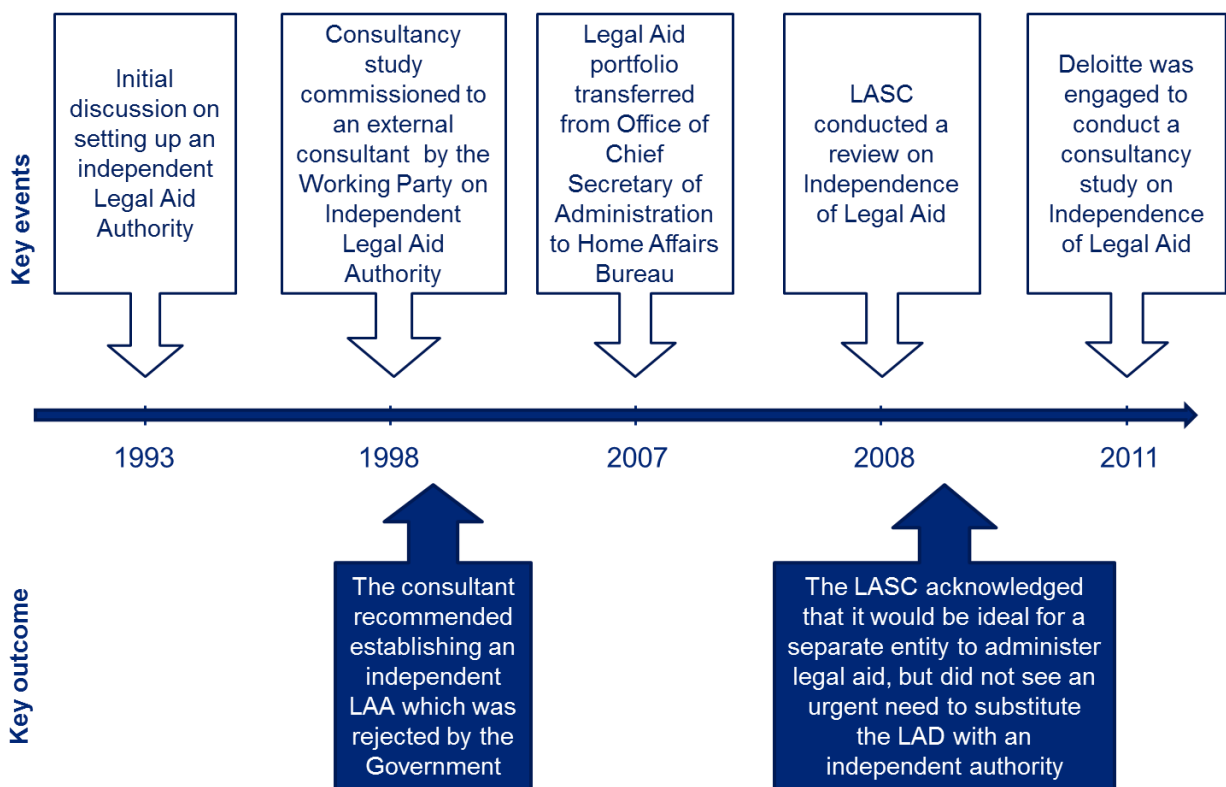 Key events
Initial
discussion on
setting up an
independent
Legal Aid
Authority
Consultancy
study
commissioned to
an external
consultant by the
Working Party on
Independent
Legal Aid
Authority
Legal Aid
portfolio
transferred
from Office of
Chief
Secretary of
Administration
to Home Affairs
Bureau
LASC
conducted a
review on
Independence
of Legal Aid
Deloitte was
engaged to
conduct a
consultancy
study on
Independence
of Legal Aid
1993
1998
2007
2008
2011
Key outcome
The consultant
recommended
establishing an
independent
LAA which was
rejected by the
Government
The LASC acknowledged
that it would be ideal for a
separate entity to administer
legal aid, but did not see an
urgent need to substitute
the LAD with an
independent authority